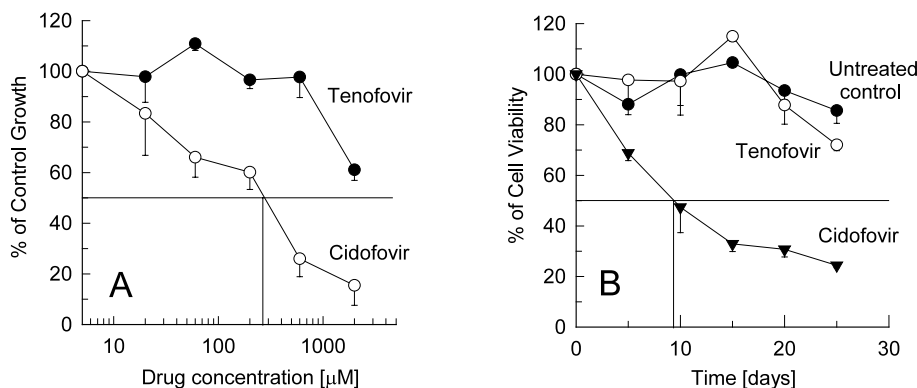 % of Control Growth
120
100
80
60
40
20
0
Tenofovir
Cidofovir
A
10
100
1000
Drug concentration [μM]
% of Cell Viability
120
100
80
60
40
20
0
Untreated
control
Tenofovir
Cidofovir
B
0
10
20
30
Time [days]